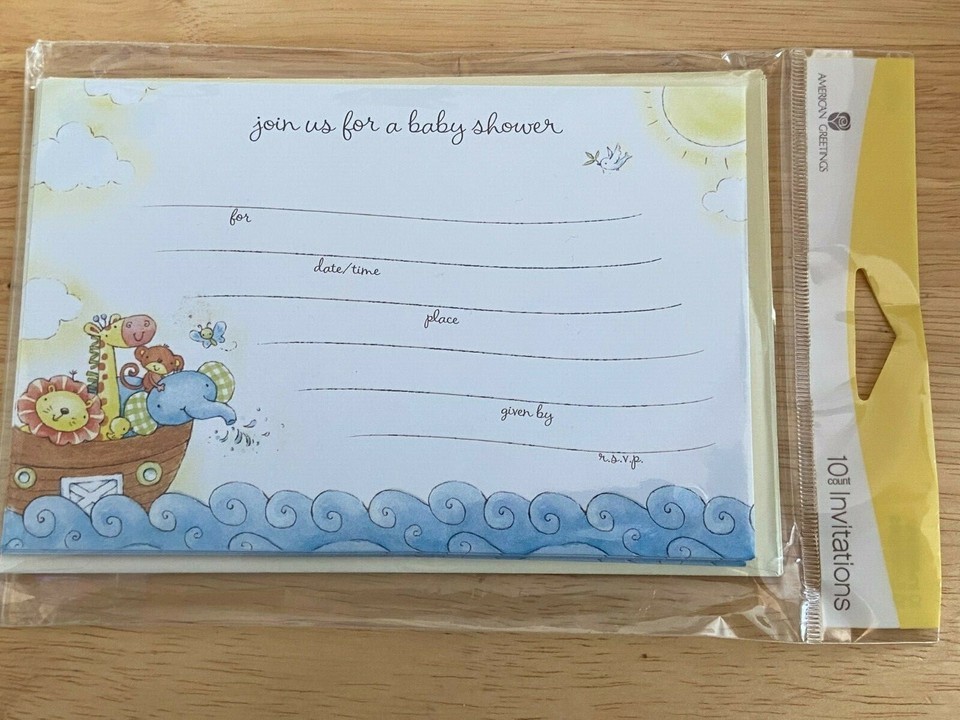 join us for a baby shower
for
date/time
place
given by
r.s.v.p.
AMERICAN GREETINGS
10 count Invitations